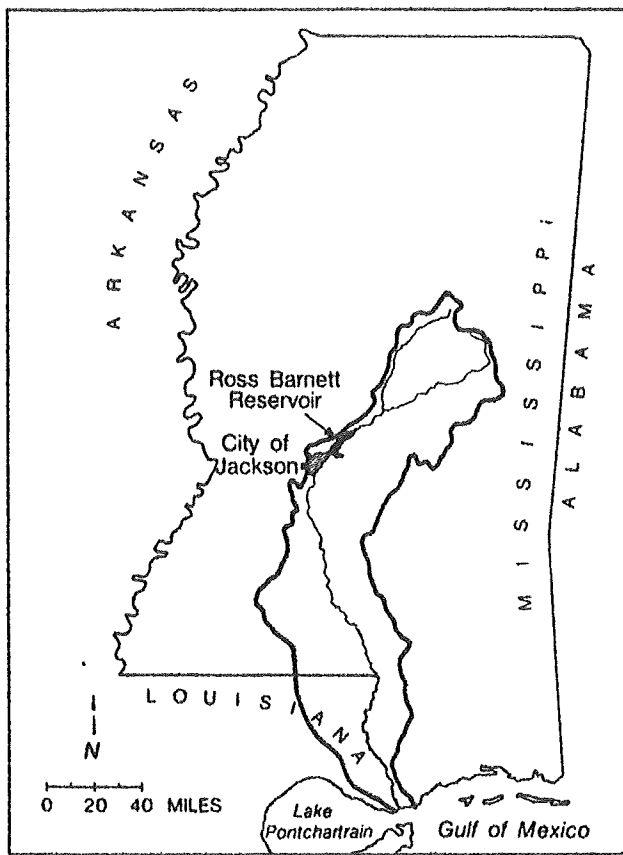 ARKANSAS
MISSISSIPPi
ALABAMA
Ross Barnett
Reservoir
City of
Jackson
LOUISIANA
N
0 20 40 MILES
Lake
Pontchartrain
Gulf of Mexico